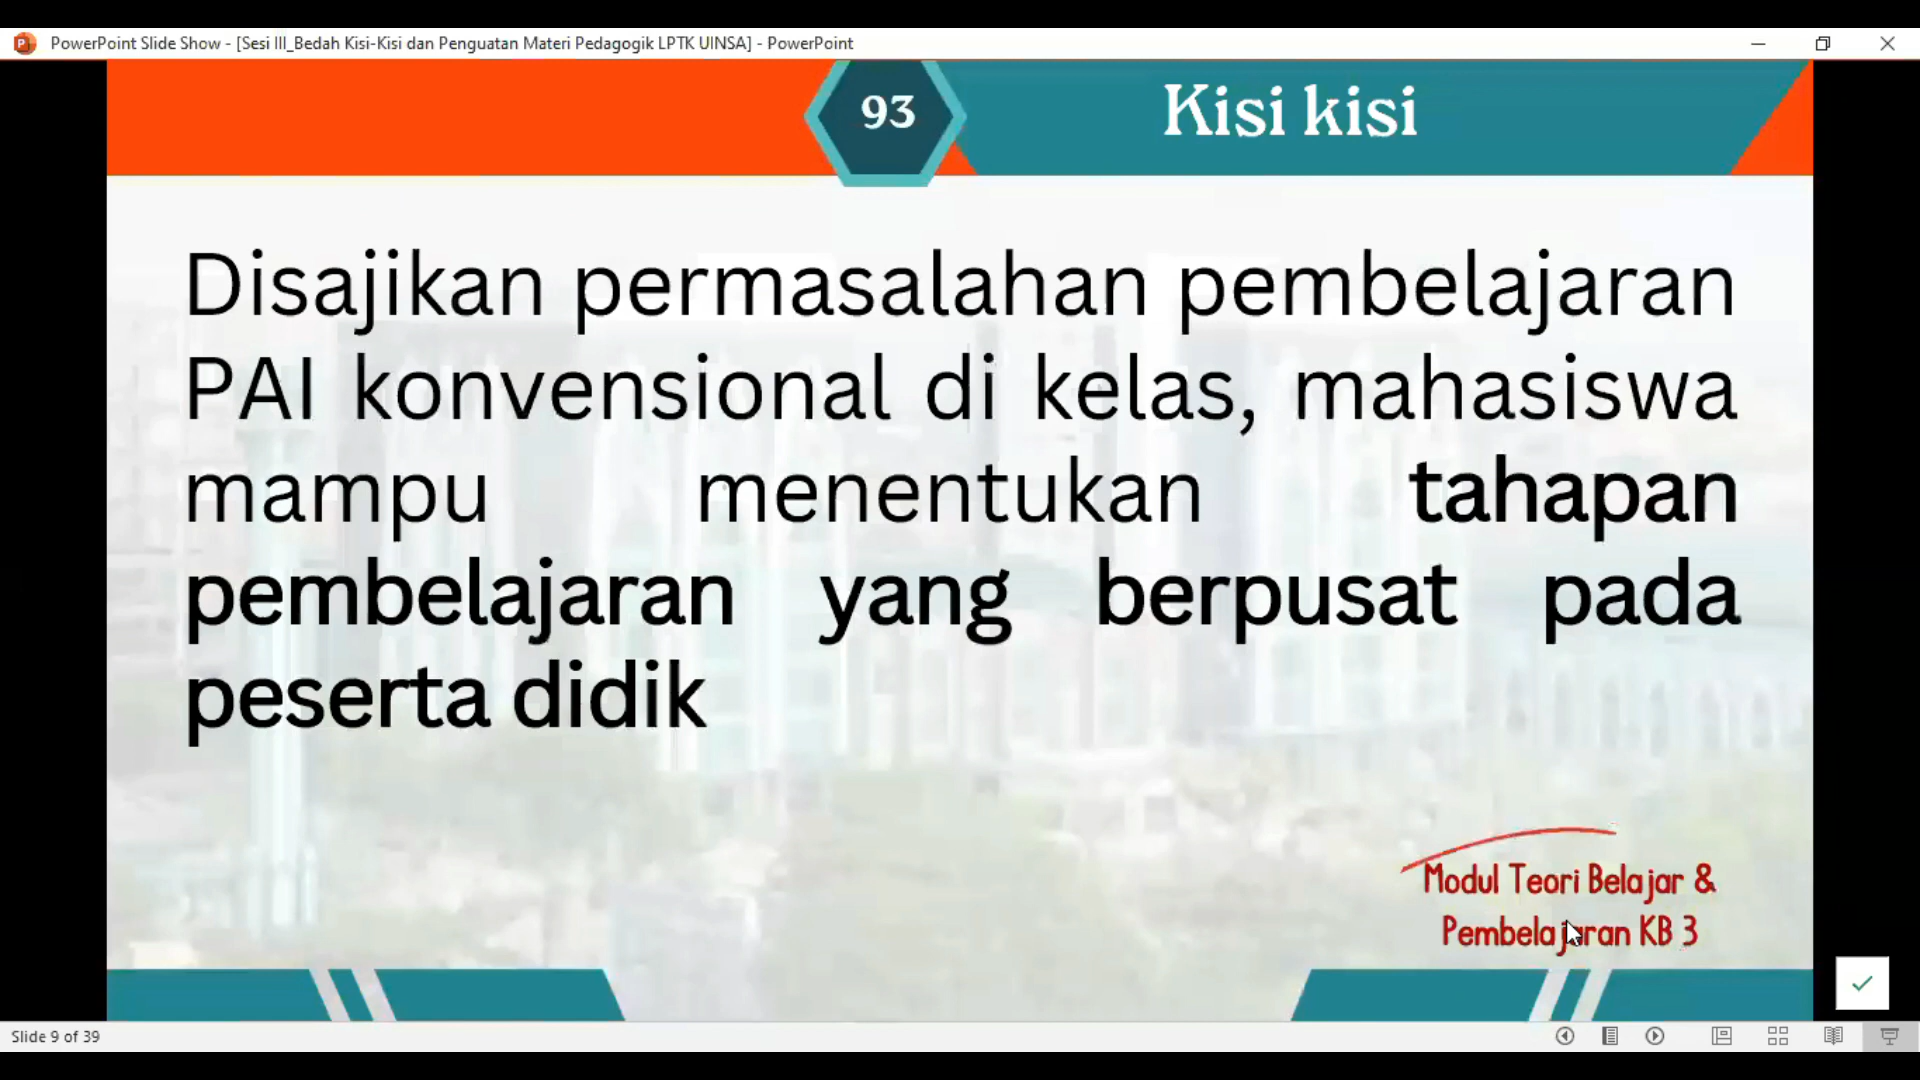 PowerPoint Slide Show - [Sesi III_Bedah Kisi-Kisi dan Penguatan Materi Pedagogik LPTK UINSA] - PowerPoint
93
Kisi kisi
Disajikan permasalahan pembelajaran
PAI konvensional di kelas, mahasiswa
mampu menentukan tahapan
pembelajaran yang berpusat pada
peserta didik
Modul Teori Belajar &
Pembelajaran KB 3
Slide 9 of 39